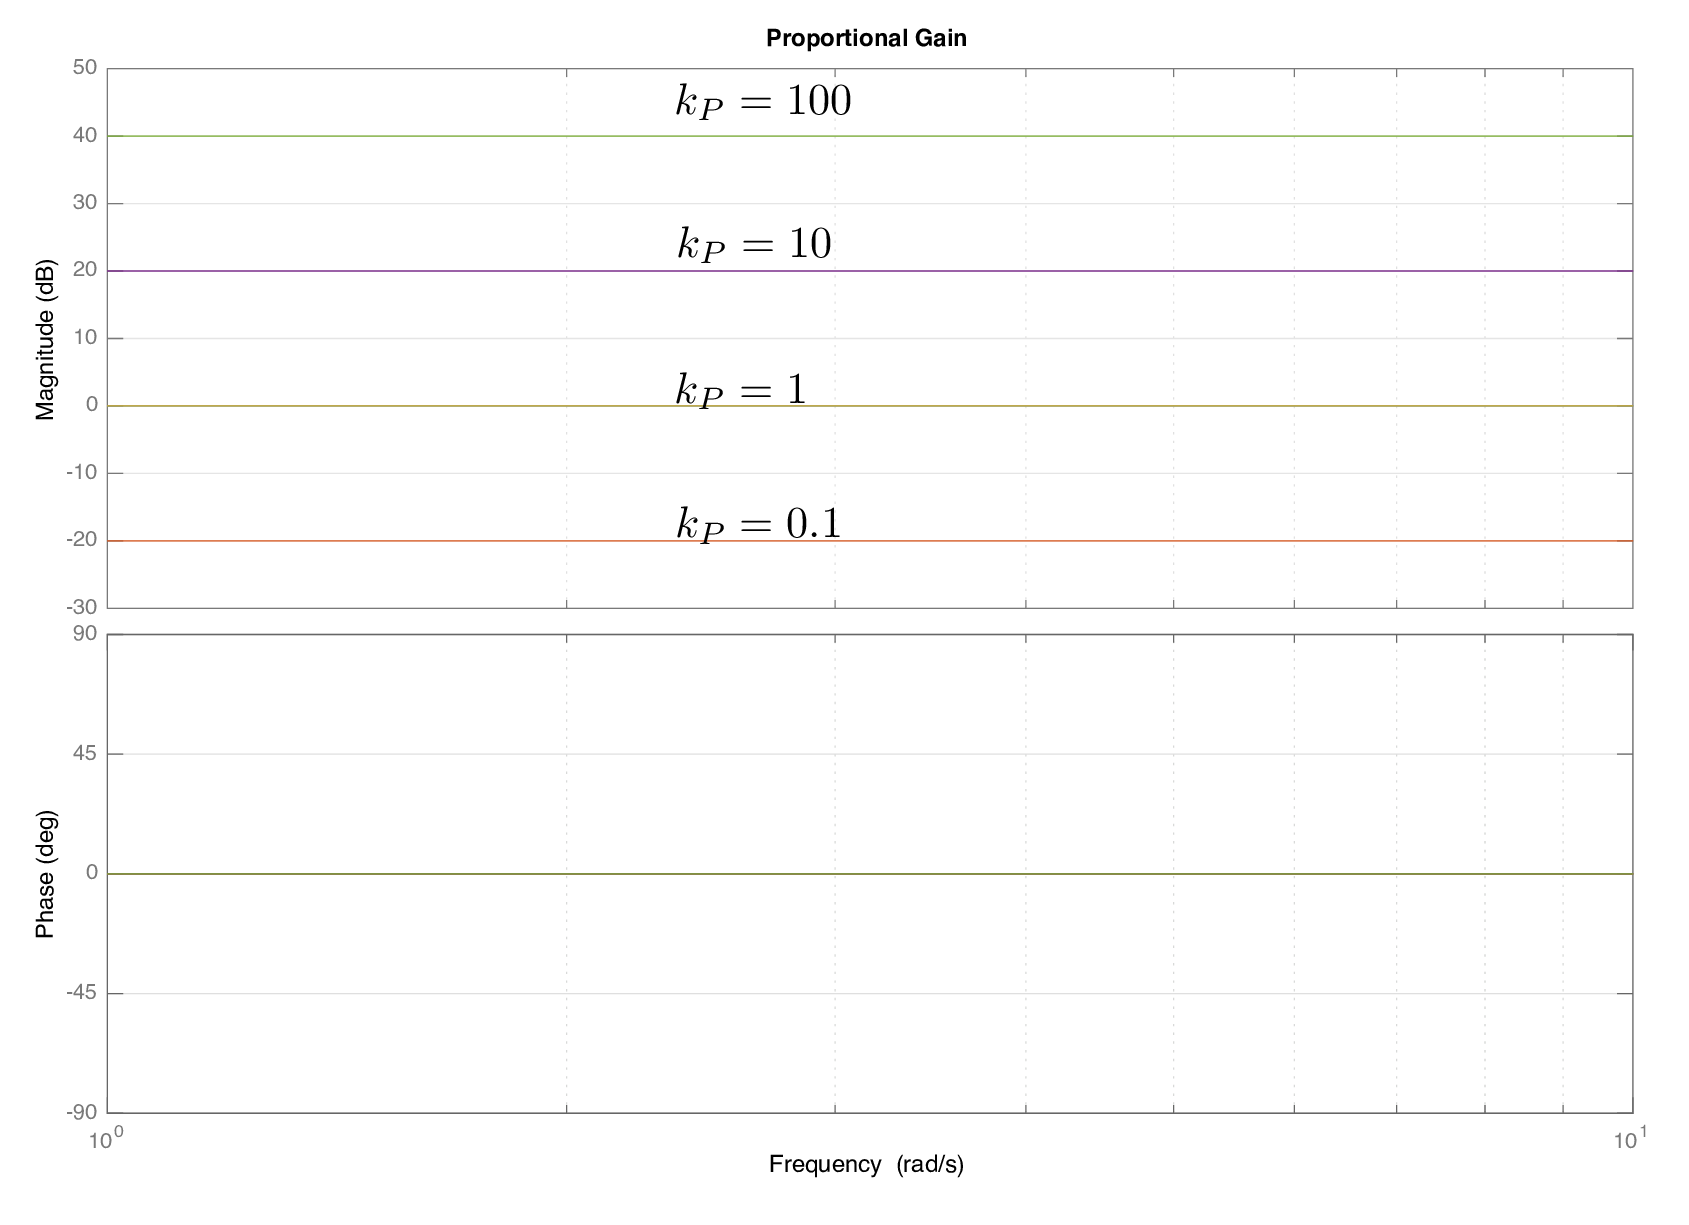 Proportional Gain
50
k_P = 100
40
30
k_P = 10
20
10
k_P = 1
0
-10
k_P = 0.1
-20
-30
Magnitude (dB)
90
45
0
-45
-90
Phase (deg)
10^0
10^1
Frequency (rad/s)